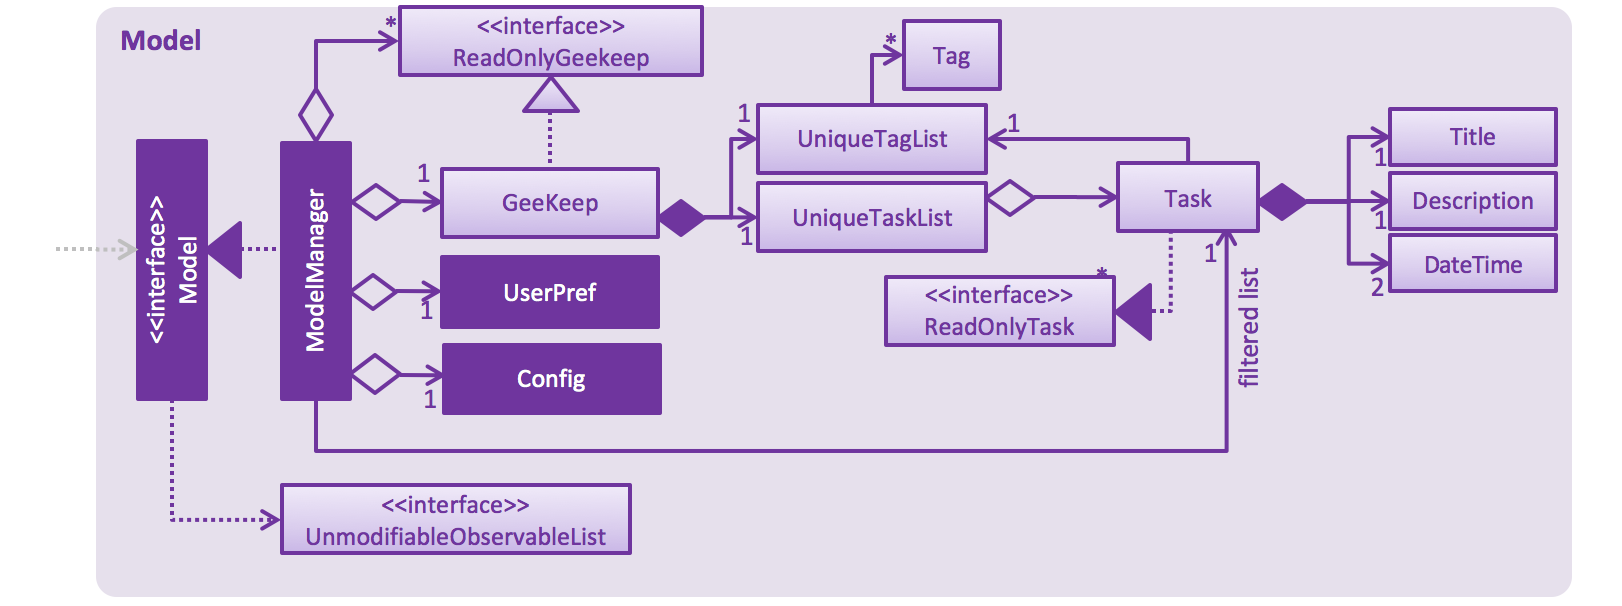 Model
<<interface>>
Model
ModelManager
*
<<interface>>
ReadOnlyGeekeep
1
GeeKeep
1
UserPref
1
Config
<<interface>>
UnmodifiableObservableList
*
Tag
1
UniqueTagList
1
1
UniqueTaskList
Task
1
filtered list
*
<<interface>>
ReadOnlyTask
Title
1
Description
1
DateTime
2